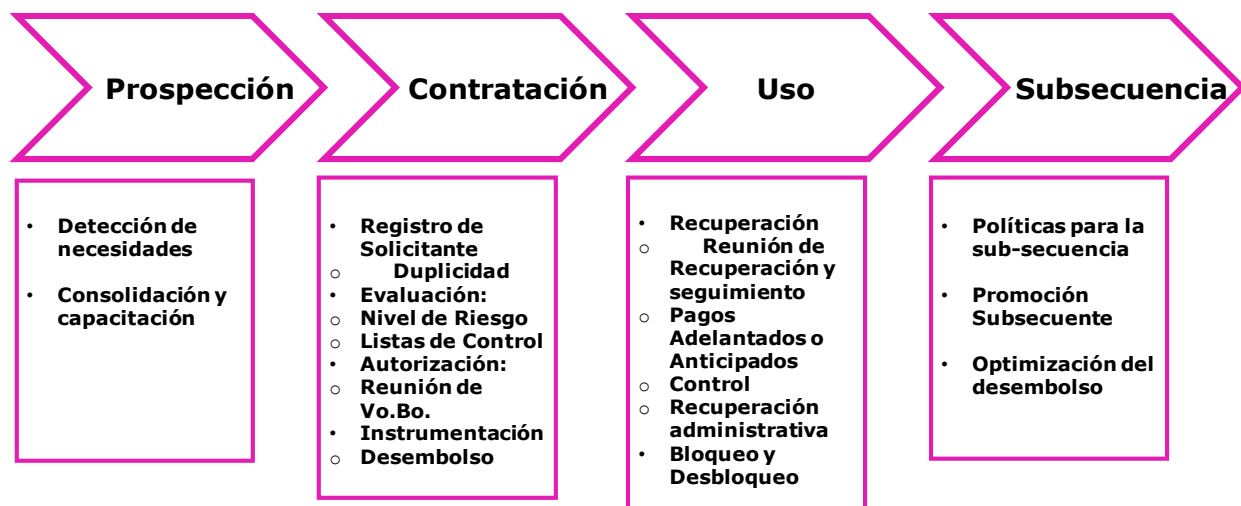 Prospección
Contratación
Uso
Subsecuencia
• Detección de
necesidades
• Consolidación y
capacitación
• Registro de
Solicitante
○ Duplicidad
• Evaluación:
○ Nivel de Riesgo
○ Listas de Control
• Autorización:
○ Reunión de
Vo.Bo.
• Instrumentación
○ Desembolso
• Recuperación
○ Reunión de
Recuperación y
seguimiento
○ Pagos
Adelantados o
Anticipados
○ Control
○ Recuperación
administrativa
• Bloqueo y
Desbloqueo
• Políticas para la
sub-secuencia
• Promoción
Subsecuente
• Optimización del
desembolso